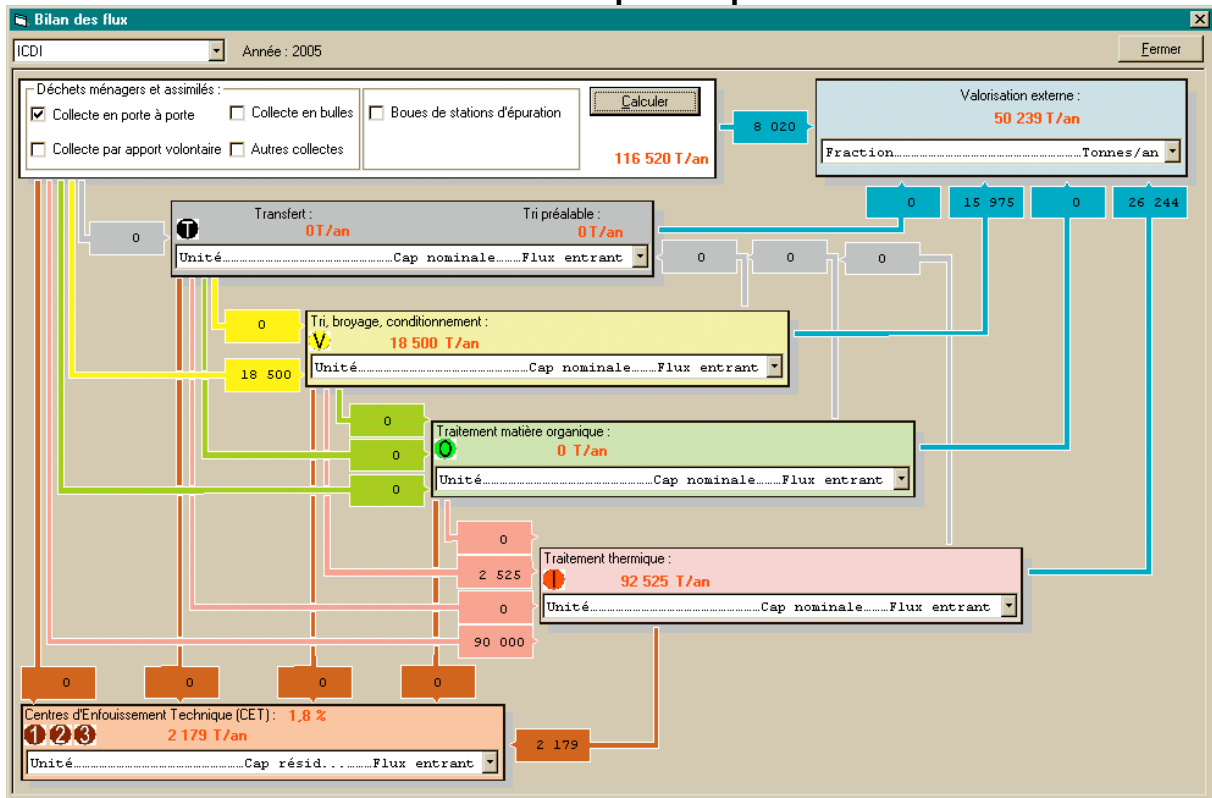 Bilan des flux
ICDI
Année : 2005
Fermer
Déchets ménagers et assimilés :
Collecte en porte à porte
Collecte en bulles
Boues de stations d'épuration
Calculer
Collecte par apport volontaire
Autres collectes
116 520 T/an
8 020
Valorisation externe :
50 239 T/an
Fraction.......Tonnes/an
0
15 975
0
26 244
0
T
Transfert :
Tri préalable :
0T/an
0T/an
Unité.......Cap nominale.......Flux entrant
0
0
0
0
18 500
Tri, broyage, conditionnement :
V
18 500 T/an
Unité.......Cap nominale.......Flux entrant
0
0
0
Traitement matière organique :
O
0 T/an
Unité.......Cap nominale.......Flux entrant
0
2 525
0
90 000
Traitement thermique :
I
92 525 T/an
Unité.......Cap nominale.......Flux entrant
0
0
0
0
Centres d'Enfouissement Technique (CET) : 1,8 %
1 2 3
2 179 T/an
Unité.......Cap résid.......Flux entrant
2 179